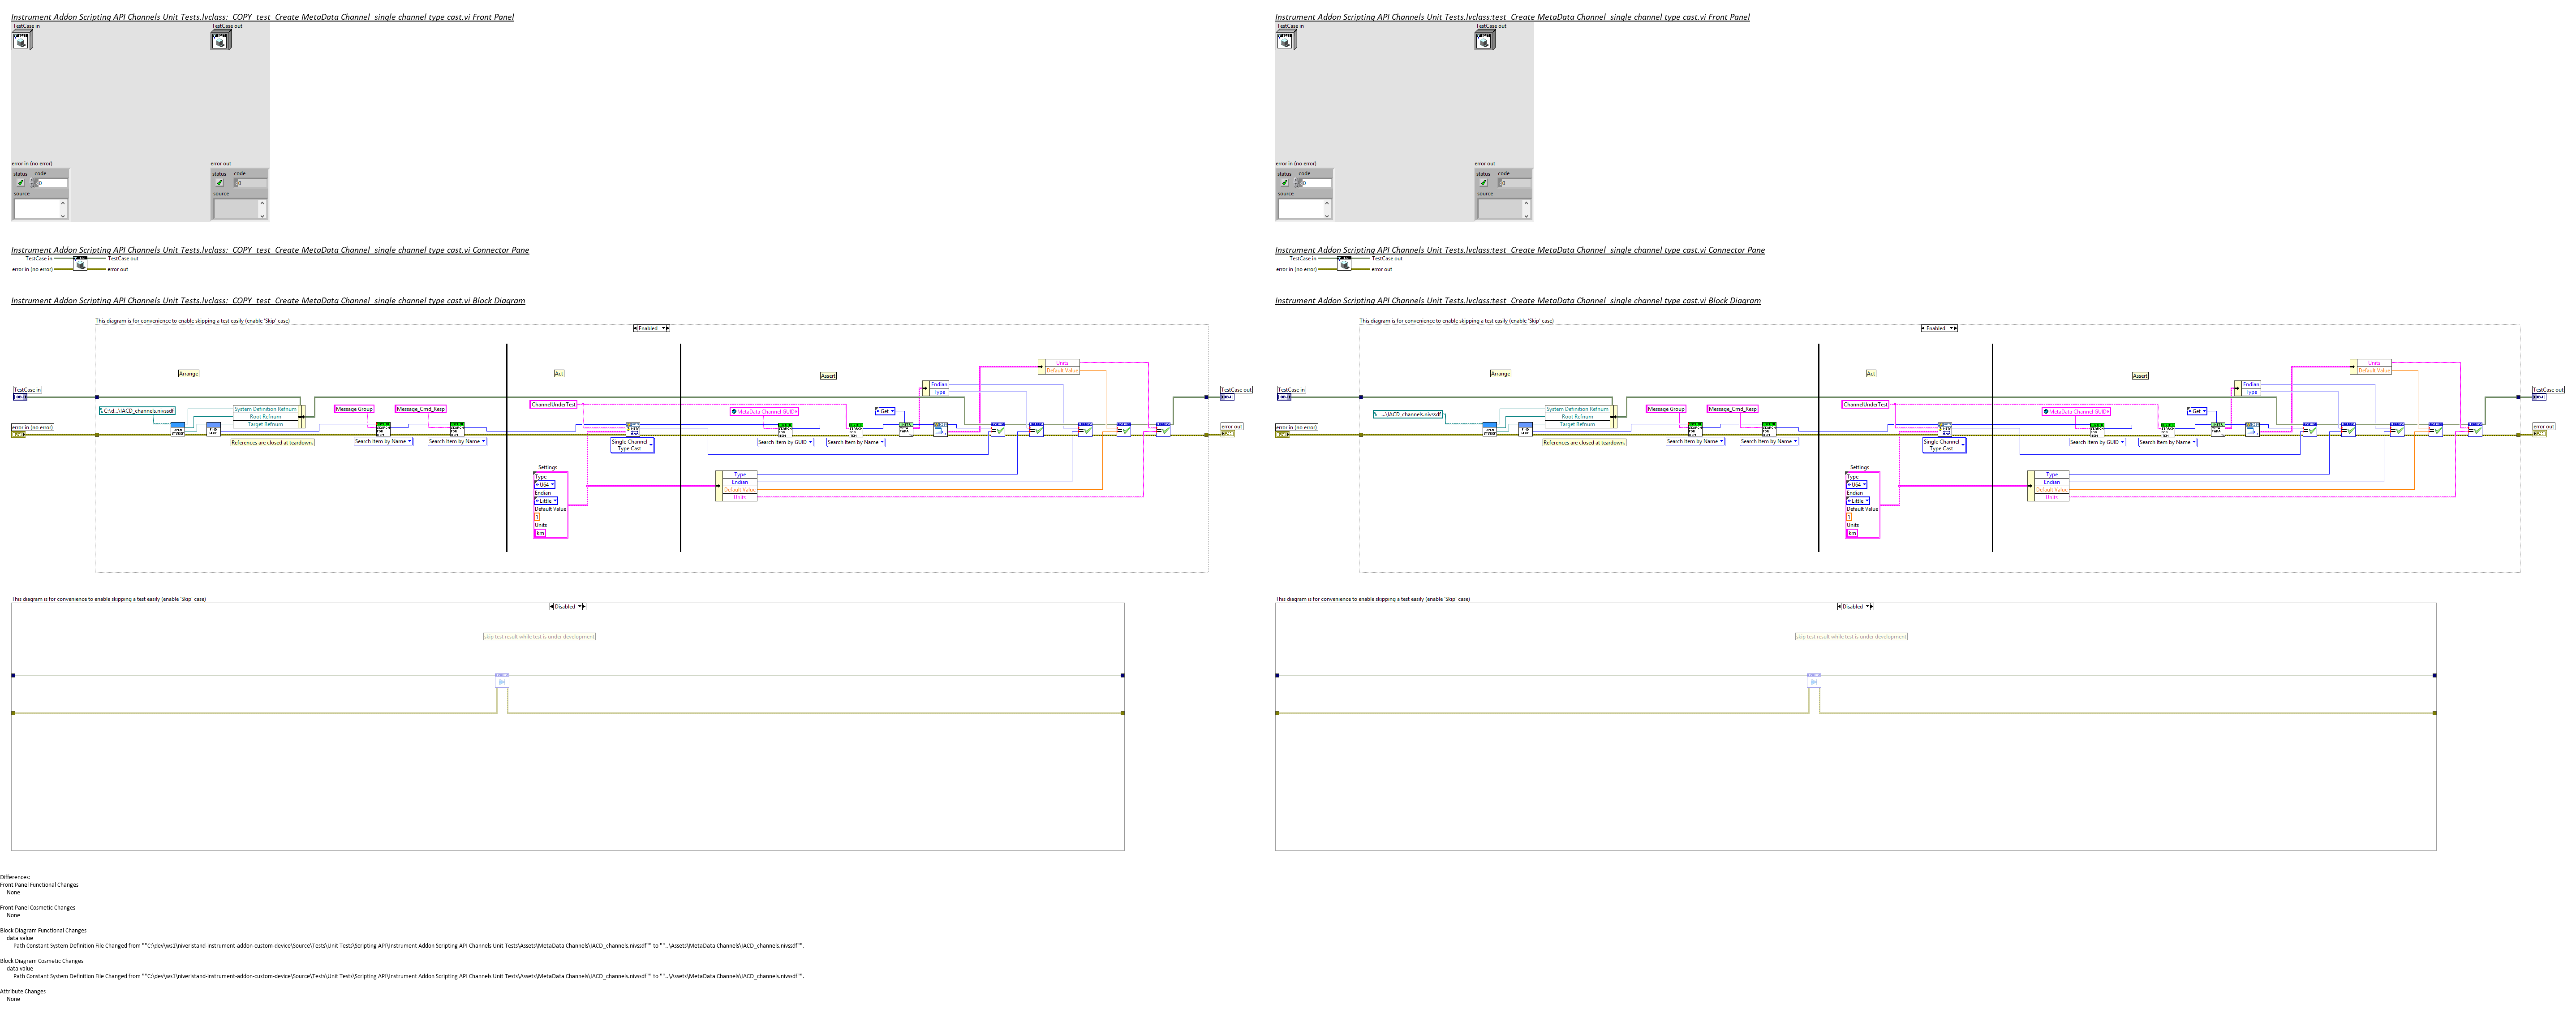 Instrument Addon Scripting API Channels Unit Tests.lvclass:_COPY_test_Create MetaData Channel_single channel type cast.vi Front Panel
TestCase in
TestCase out
error in (no error)
error out
status code
0
source
status code
0
source
Instrument Addon Scripting API Channels Unit Tests.lvclass:_COPY_test_Create MetaData Channel_single channel type cast.vi Connector Pane
TestCase in
TestCase out
error in (no error)
error out
Instrument Addon Scripting API Channels Unit Tests.lvclass:_COPY_test_Create MetaData Channel_single channel type cast.vi Block Diagram
This diagram is for convenience to enable skipping a test easily (enable 'Skip' case)
Enabled
Arrange
Act
Assert
Units
Default Value
Endian
Type
TestCase in
TestCase out
C:\d...\IACD_channels.nivssdf
System Definition Refnum
Root Refnum
Target Refnum
Message Group
Message_Cmd_Resp
ChannelUnderTest
MetaData Channel GUID
Get
error in (no error)
error out
References are closed at teardown.
Search Item by Name
Search Item by Name
Single Channel
Type Cast
Search Item by GUID
Search Item by Name
Settings
Type
U64
Endian
Little
Default Value
Units
km
Type
Endian
Default Value
Units
This diagram is for convenience to enable skipping a test easily (enable 'Skip' case)
Disabled
skip test result while test is under development
Instrument Addon Scripting API Channels Unit Tests.lvclass:test_Create MetaData Channel_single channel type cast.vi Front Panel
TestCase in
TestCase out
error in (no error)
error out
status code
0
source
status code
0
source
Instrument Addon Scripting API Channels Unit Tests.lvclass:test_Create MetaData Channel_single channel type cast.vi Connector Pane
TestCase in
TestCase out
error in (no error)
error out
Instrument Addon Scripting API Channels Unit Tests.lvclass:test_Create MetaData Channel_single channel type cast.vi Block Diagram
This diagram is for convenience to enable skipping a test easily (enable 'Skip' case)
Enabled
Arrange
Act
Assert
Units
Default Value
Endian
Type
TestCase in
TestCase out
...\IACD_channels.nivssdf
System Definition Refnum
Root Refnum
Target Refnum
Message Group
Message_Cmd_Resp
ChannelUnderTest
MetaData Channel GUID
Get
error in (no error)
error out
References are closed at teardown.
Search Item by Name
Search Item by Name
Single Channel
Type Cast
Search Item by GUID
Search Item by Name
Settings
Type
U64
Endian
Little
Default Value
Units
km
Type
Endian
Default Value
Units
This diagram is for convenience to enable skipping a test easily (enable 'Skip' case)
Disabled
skip test result while test is under development
Differences:
Front Panel Functional Changes
None
Front Panel Cosmetic Changes
None
Block Diagram Functional Changes
data value
Path Constant System Definition File Changed from ""C:\dev\ws1\niveristand-instrument-addon-custom-device\Source\Tests\Unit Tests\Scripting API\Instrument Addon Scripting API Channels Unit Tests\Assets\MetaData Channels\IACD_channels.nivssdf"" to ""..\Assets\MetaData Channels\IACD_channels.nivssdf"".
Block Diagram Cosmetic Changes
data value
Path Constant System Definition File Changed from ""C:\dev\ws1\niveristand-instrument-addon-custom-device\Source\Tests\Unit Tests\Scripting API\Instrument Addon Scripting API Channels Unit Tests\Assets\MetaData Channels\IACD_channels.nivssdf"" to ""..\Assets\MetaData Channels\IACD_channels.nivssdf"".
Attribute Changes
None